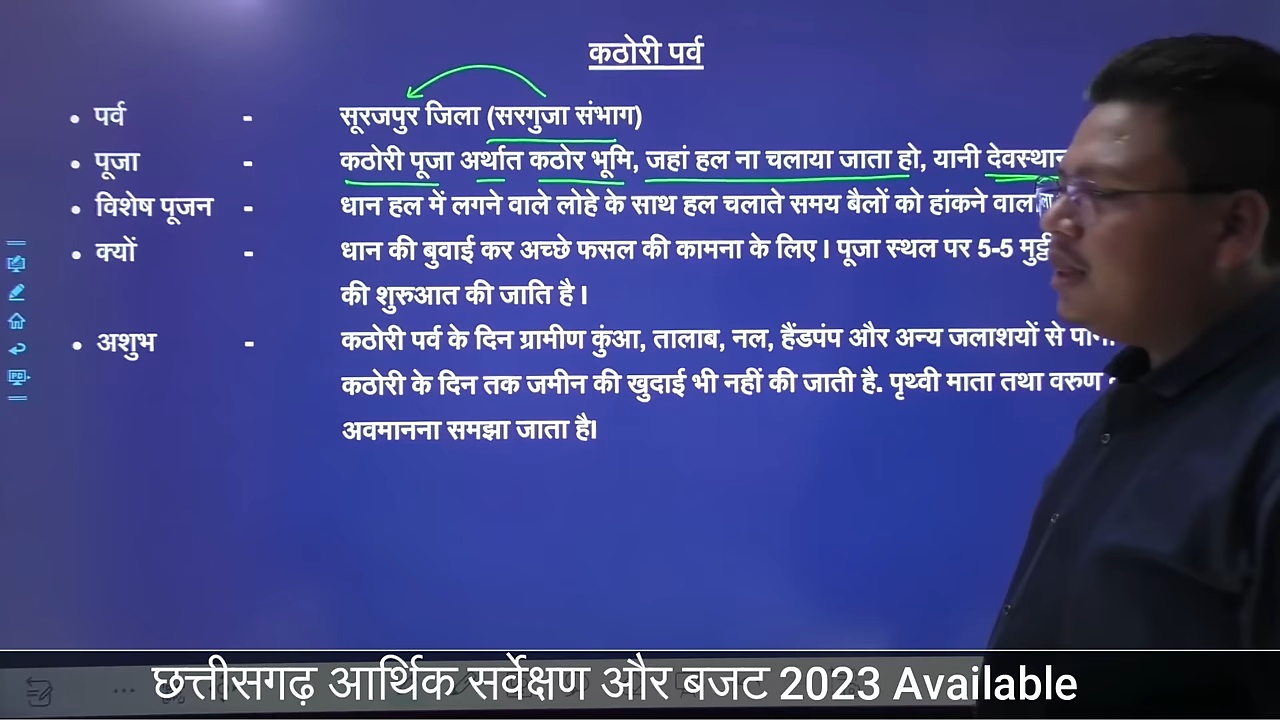 कठोरी पर्व
• पर्व - सूरजपुर जिला (सरगुजा संभाग)
• पूजा - कठोरी पूजा अर्थात कठोर भूमि, जहां हल ना चलाया जाता हो, यानी देवस्थान
• विशेष पूजन - धान हल में लगने वाले लोहे के साथ हल चलाते समय बैलों को हांकने वाला
• क्यों - धान की बुवाई कर अच्छे फसल की कामना के लिए । पूजा स्थल पर 5-5 मुट्ठी
की शुरुआत की जाति है ।
• अशुभ - कठोरी पर्व के दिन ग्रामीण कुंआ, तालाब, नल, हैंडपंप और अन्य जलाशयों से
कठोरी के दिन तक जमीन की खुदाई भी नहीं की जाती है. पृथ्वी माता तथा वरुण
अवमानना समझा जाता है।
छत्तीसगढ़ आर्थिक सर्वेक्षण और बजट 2023 Available